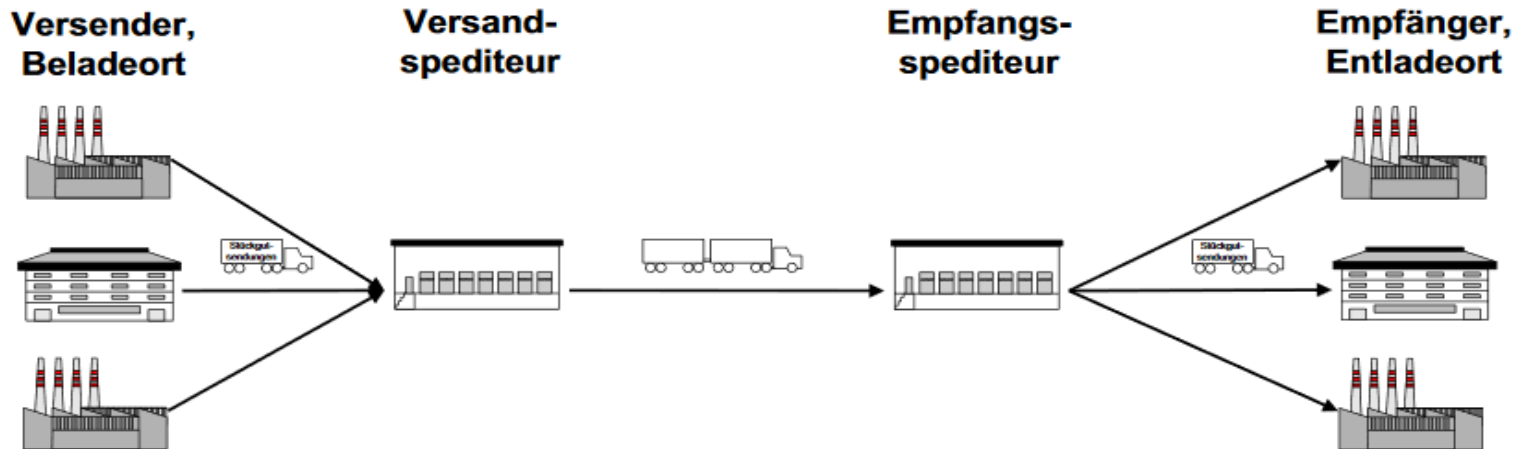 Versender,
Beladeort
Versand-
spediteur
Empfangs-
spediteur
Empfänger,
Entladeort
Stückgut-
sendungen
Stückgut-
sendungen